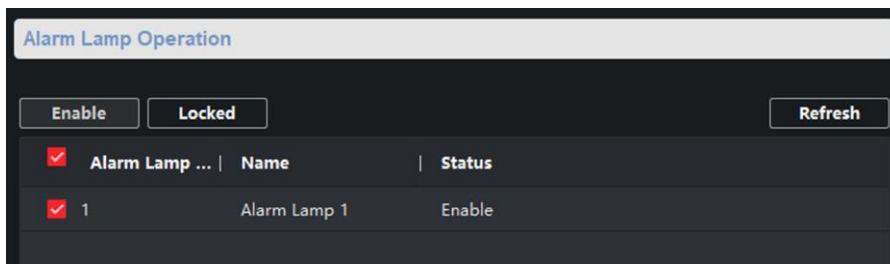 Alarm Lamp Operation
Enable Locked Refresh
Alarm Lamp ... | Name | Status
1 Alarm Lamp 1 Enable